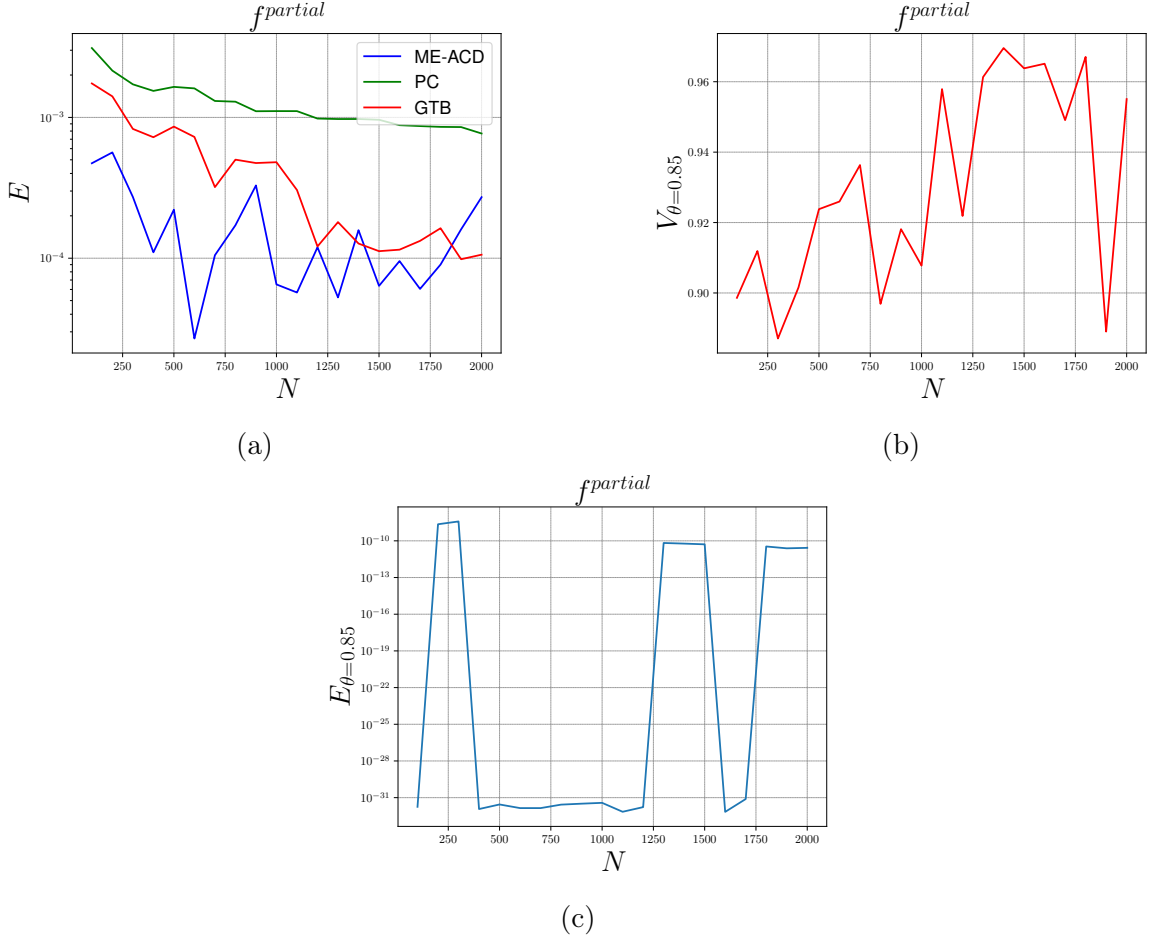 f^{partial}
10^{-3}
10^{-4}
E
ME-ACD
PC
GTB
250 500 750 1000 1250 1500 1750 2000
N
(a)
f^{partial}
0.96
0.94
0.92
0.90
V_{θ=0.85}
250 500 750 1000 1250 1500 1750 2000
N
(b)
f^{partial}
10^{-10}
10^{-13}
10^{-16}
10^{-19}
10^{-22}
10^{-25}
10^{-28}
10^{-31}
E_{θ=0.85}
250 500 750 1000 1250 1500 1750 2000
N
(c)